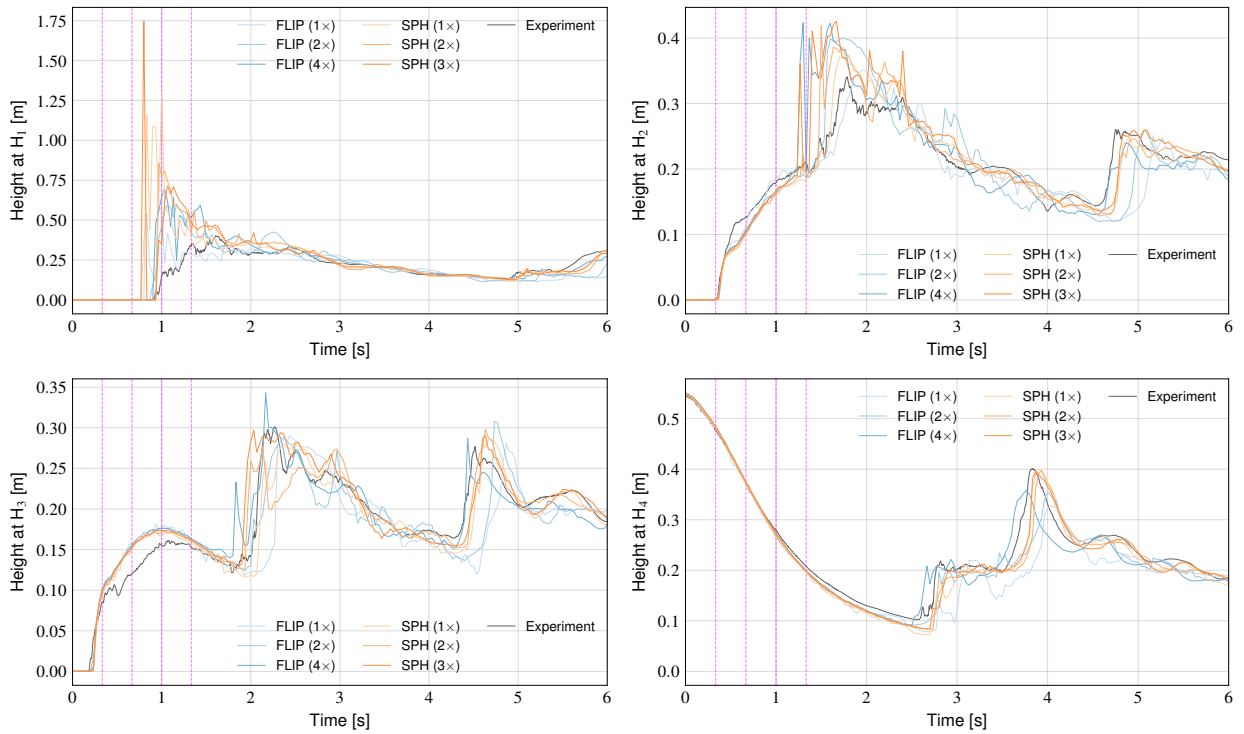 1.75
1.50
1.25
1.00
0.75
0.50
0.25
0.00
Height at H₁ [m]
FLIP (1×) SPH (1×) Experiment
FLIP (2×) SPH (2×)
FLIP (4×) SPH (3×)
0 1 2 3 4 5 6
Time [s]
0.4
0.3
0.2
0.1
0.0
Height at H₂ [m]
FLIP (1×) SPH (1×) Experiment
FLIP (2×) SPH (2×)
FLIP (4×) SPH (3×)
0 1 2 3 4 5 6
Time [s]
0.35
0.30
0.25
0.20
0.15
0.10
0.05
0.00
Height at H₃ [m]
FLIP (1×) SPH (1×) Experiment
FLIP (2×) SPH (2×)
FLIP (4×) SPH (3×)
0 1 2 3 4 5 6
Time [s]
0.5
0.4
0.3
0.2
0.1
0.0
Height at H₄ [m]
FLIP (1×) SPH (1×) Experiment
FLIP (2×) SPH (2×)
FLIP (4×) SPH (3×)
0 1 2 3 4 5 6
Time [s]